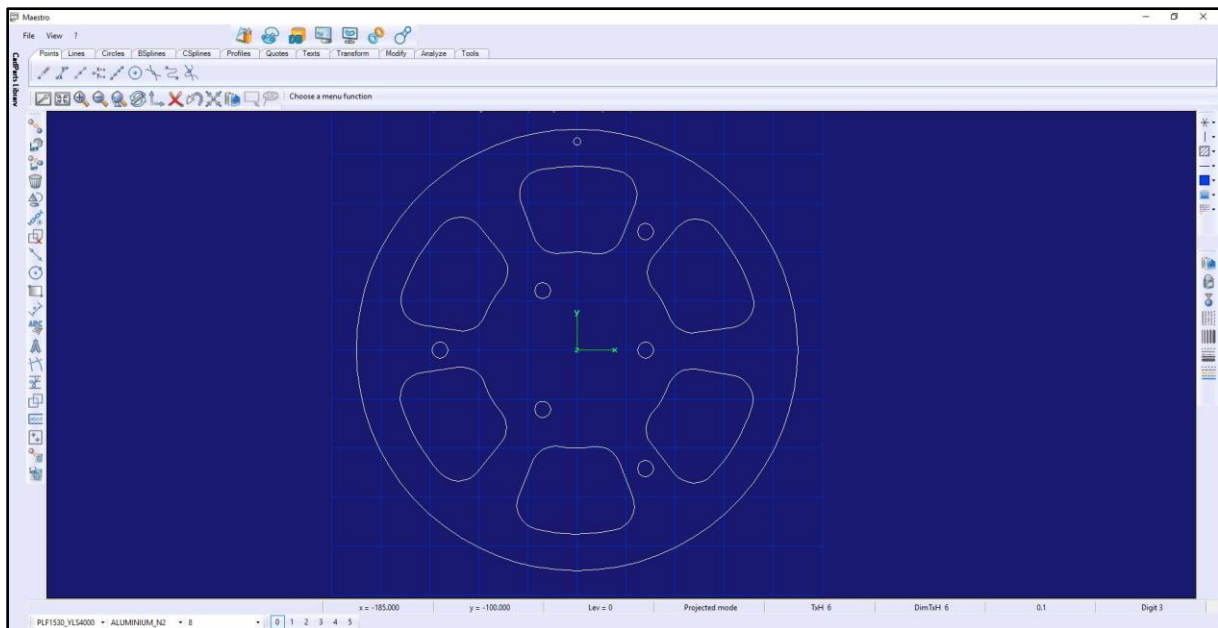 Maestro
File View ?
Points Lines Circles BSplines CSplines Profiles Quotes Texts Transform Modify Analyze Tools
CadParts Library
Choose a menu function
Y
Z X
x = -185.000 y = -100.000 Lev = 0 Projected mode TxH 6 DimTxH 6 0.1 Digit 3
PLF1530_YLS4000 ALUMINIUM_N2 8 0 1 2 3 4 5